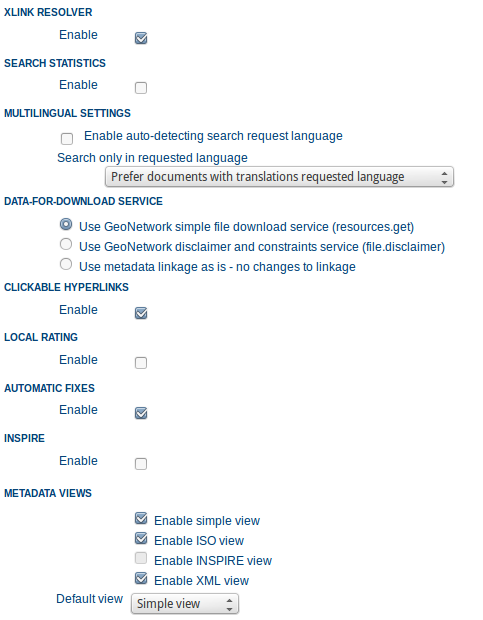 XLINK RESOLVER
Enable
SEARCH STATISTICS
Enable
MULTILINGUAL SETTINGS
Enable auto-detecting search request language
Search only in requested language
Prefer documents with translations requested language
DATA-FOR-DOWNLOAD SERVICE
Use GeoNetwork simple file download service (resources.get)
Use GeoNetwork disclaimer and constraints service (file.disclaimer)
Use metadata linkage as is - no changes to linkage
CLICKABLE HYPERLINKS
Enable
LOCAL RATING
Enable
AUTOMATIC FIXES
Enable
INSPIRE
Enable
METADATA VIEWS
Enable simple view
Enable ISO view
Enable INSPIRE view
Enable XML view
Default view Simple view